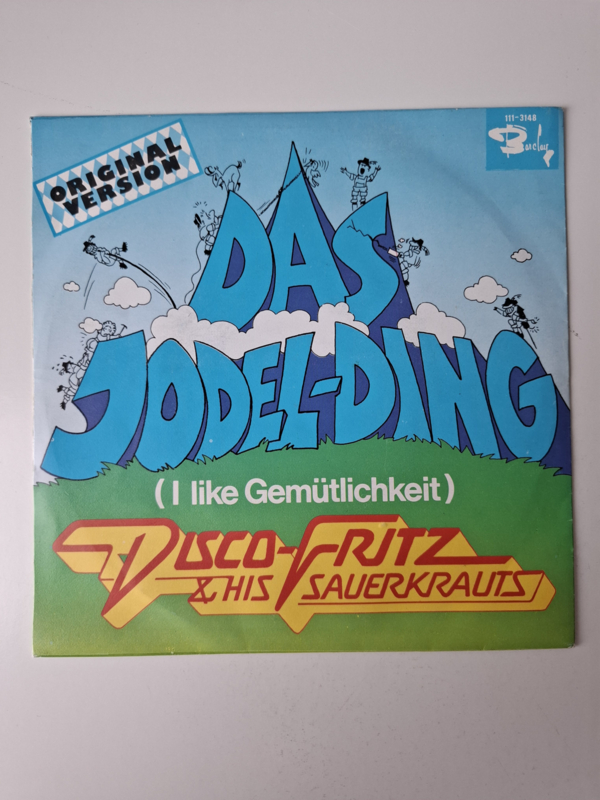 111-3148
Barclay
ORIGINAL
VERSION
DAS
JODEL-DING
(I like Gemütlichkeit)
DISCO-FRITZ
& HIS SAUERKRAUTS